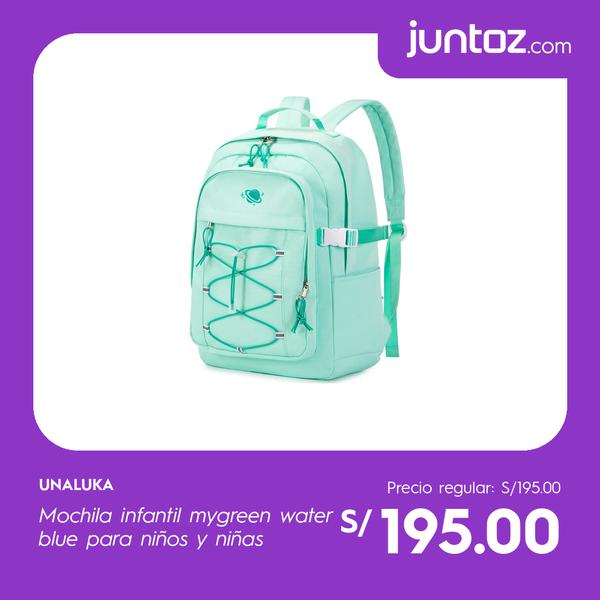 juntoz.com
UNALUKA
Mochila infantil mygreen water
blue para niños y niñas
Precio regular: S/195.00
S/195.00